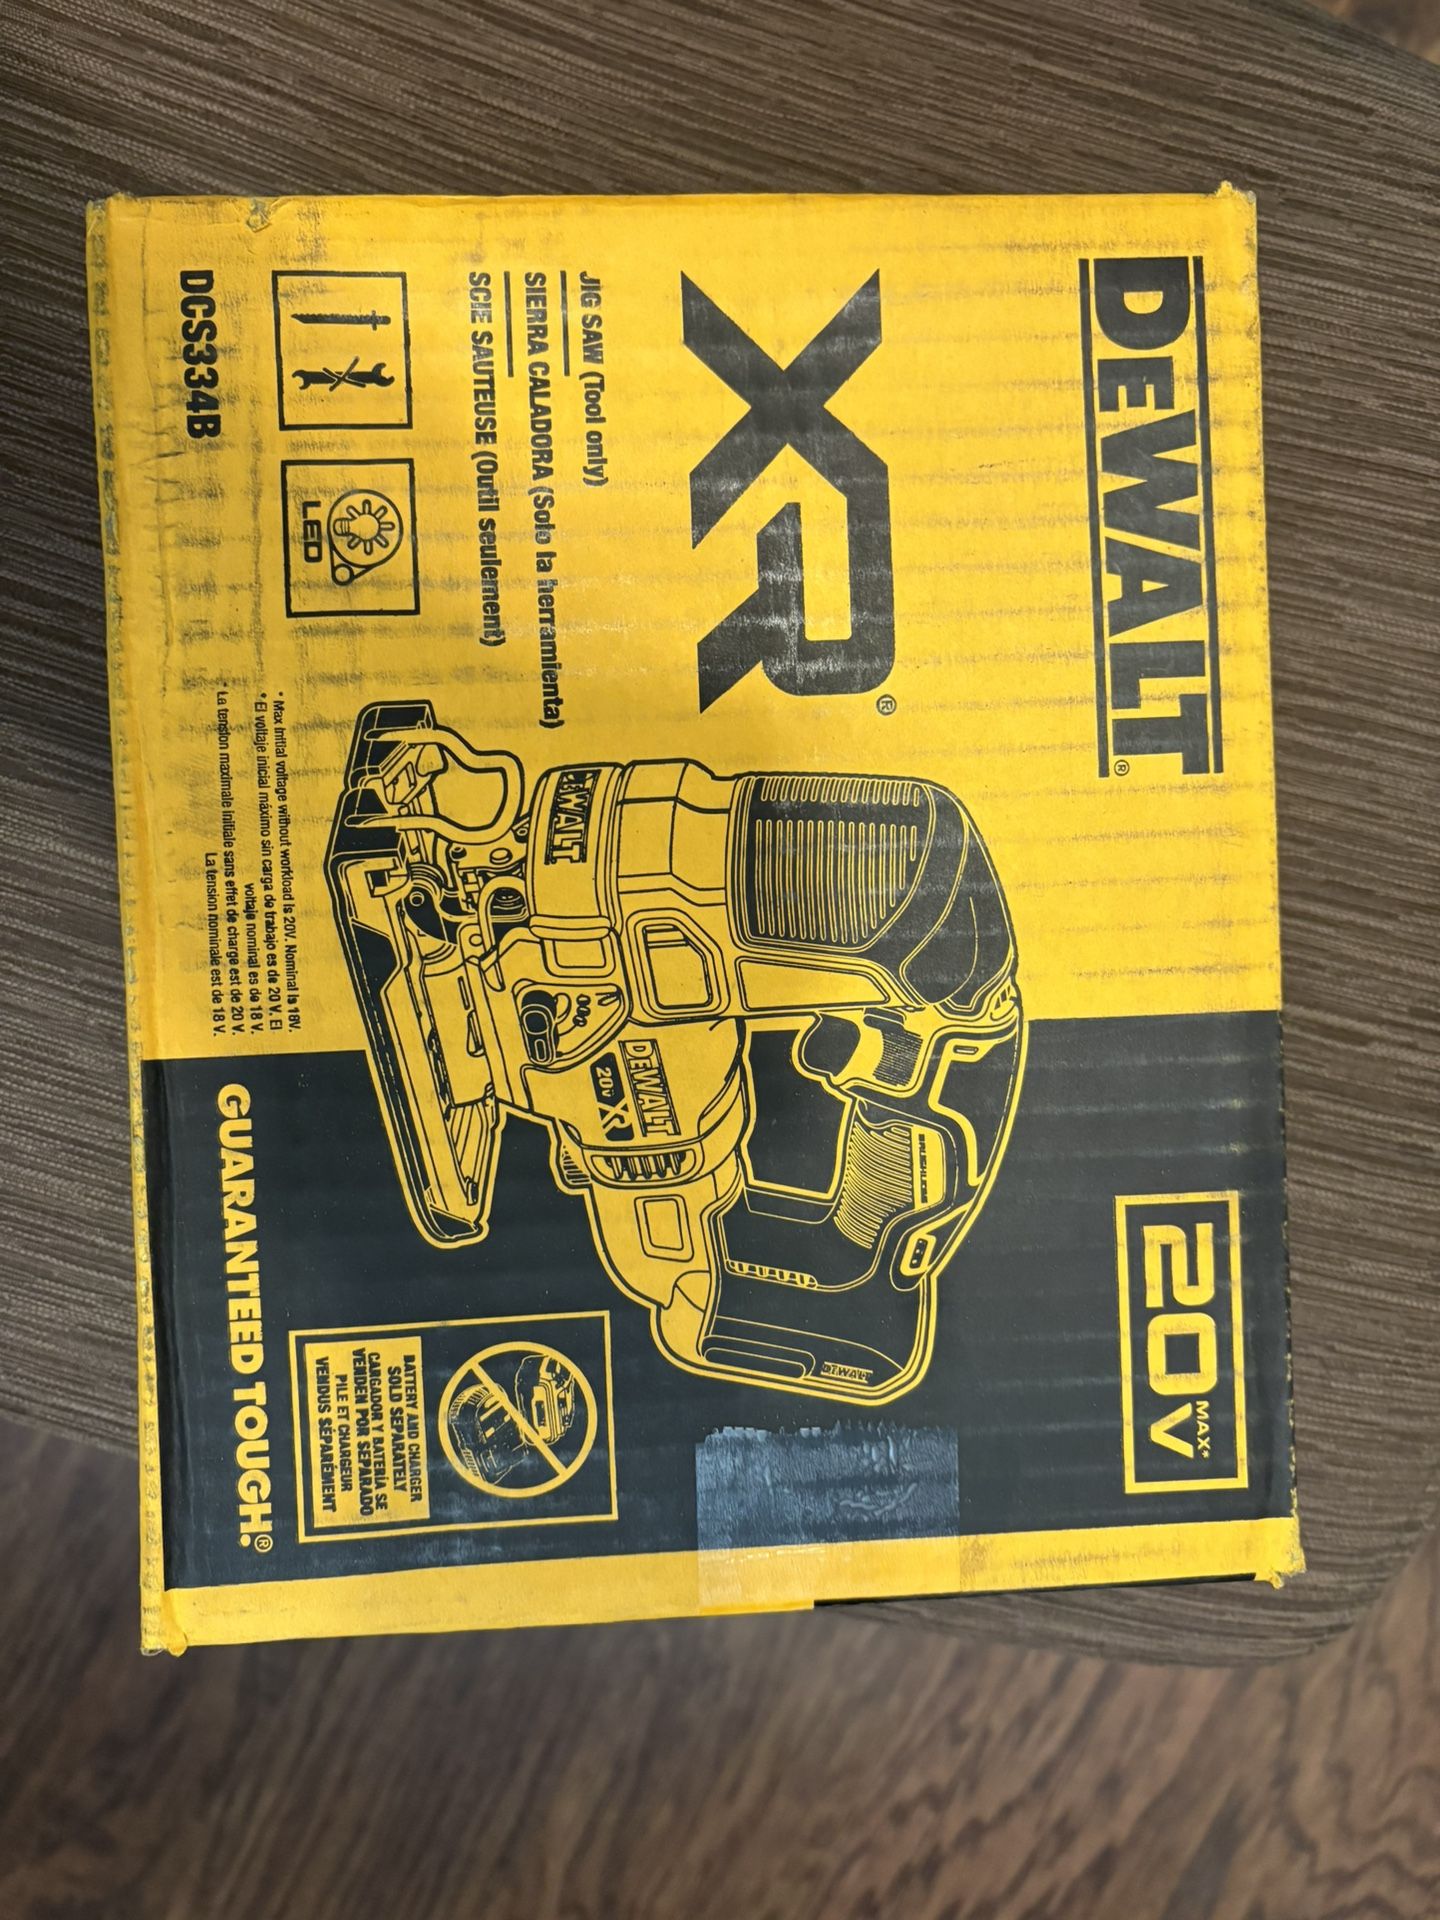 DEWALT®
20V MAX*
XR®
JIG SAW (Tool only)
SIERRA CALADORA (Solo la herramienta)
SCIE SAUTEUSE (Outil seulement)
DEWALT
DEWALT
20V XR
BRUSHLESS
DEWALT
LED
DCS334B
* Max initial voltage without workload is 20V. Nominal is 18V.
* El voltaje inicial máximo sin carga de trabajo es de 20 V. El
voltaje nominal es de 18 V.
* La tension maximale initiale sans effet de charge est de 20 V.
La tension nominale est de 18 V.
BATTERY AND CHARGER
SOLD SEPARATELY
CARGADOR Y BATERÍA SE
VENDEN POR SEPARADO
PILE ET CHARGEUR
VENDUS SÉPARÉMENT
GUARANTEED TOUGH.®